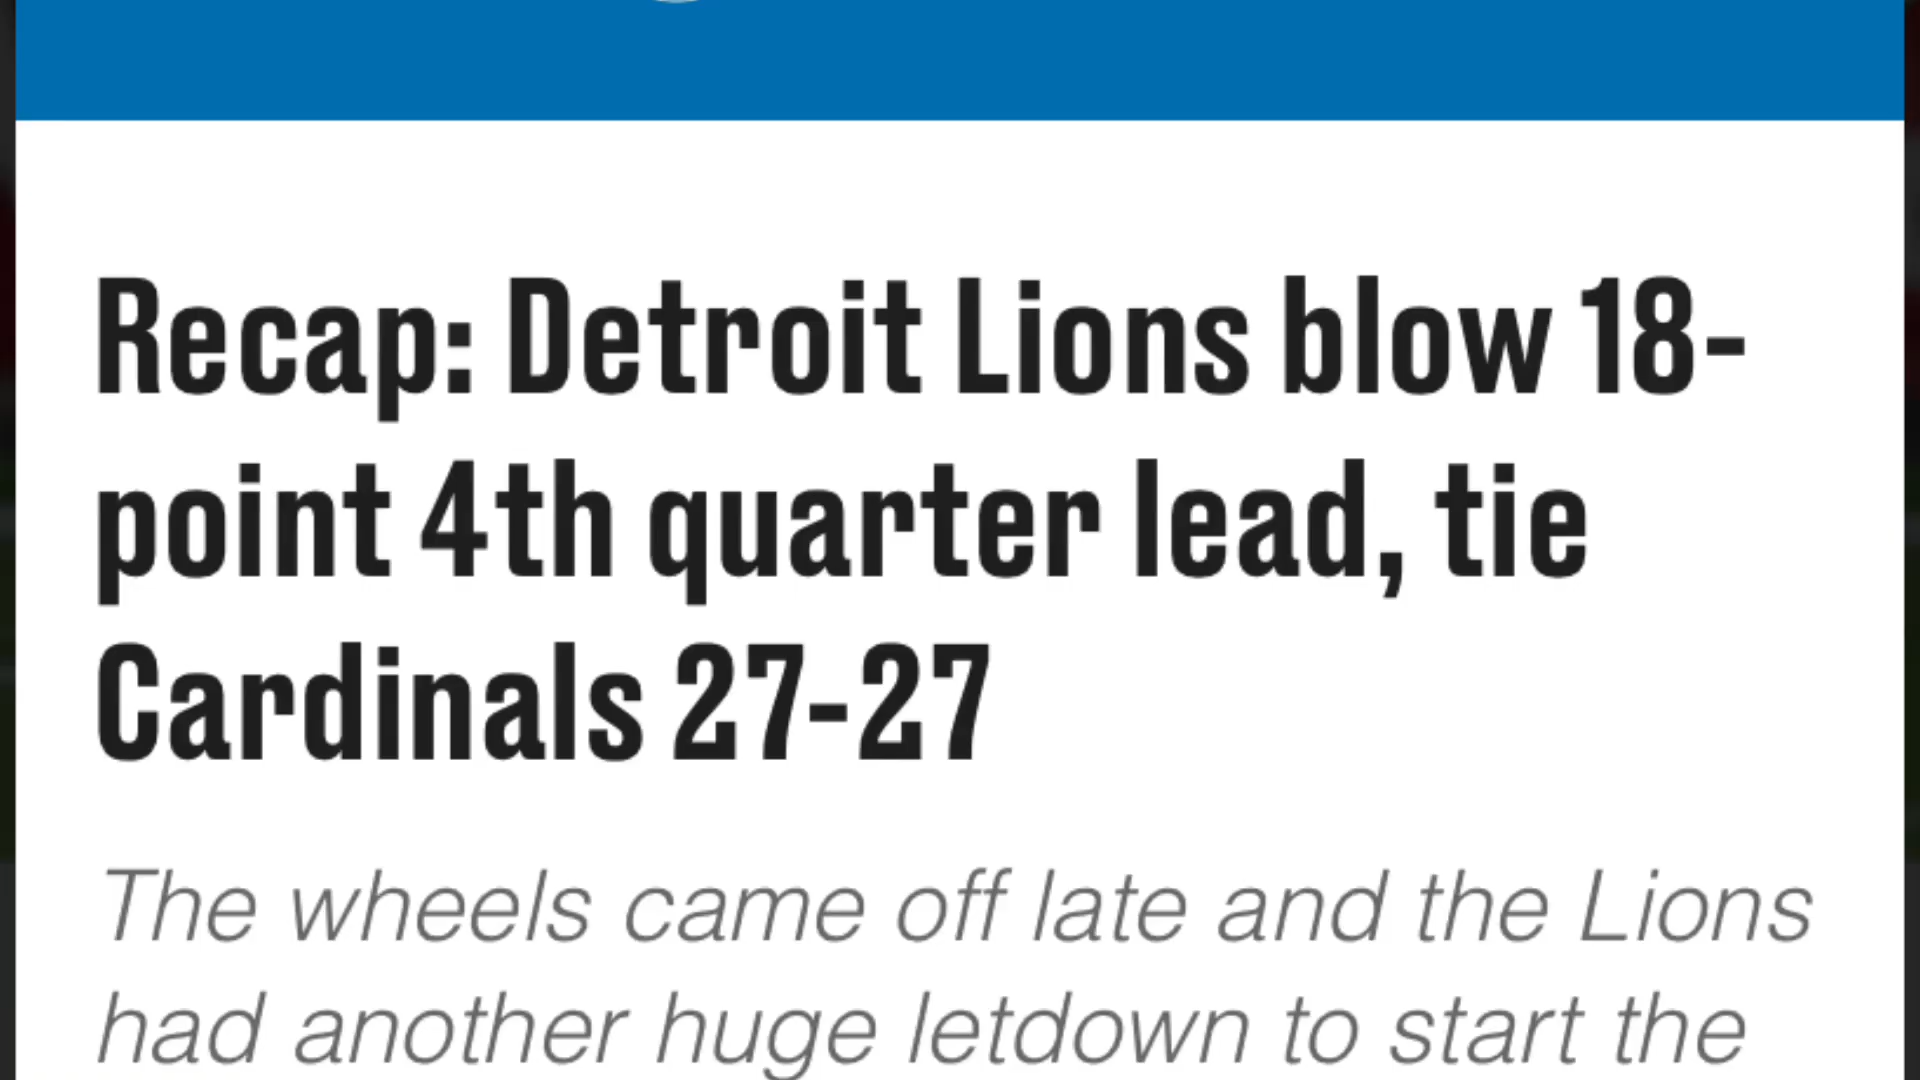 Recap: Detroit Lions blow 18-
point 4th quarter lead, tie
Cardinals 27-27
The wheels came off late and the Lions
had another huge letdown to start the